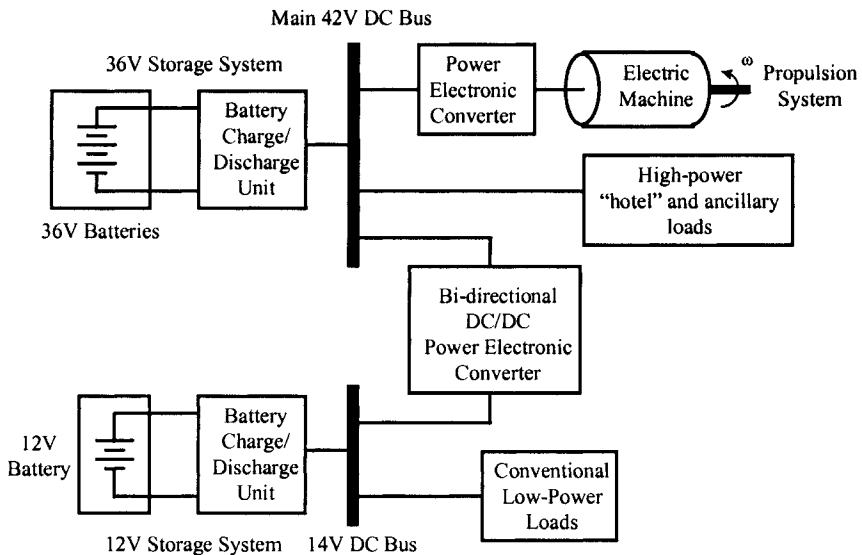 Main 42V DC Bus
36V Storage System
Battery
Charge/
Discharge
Unit
36V Batteries
Power
Electronic
Converter
Electric
Machine
ω
Propulsion
System
High-power
“hotel” and ancillary
loads
Bi-directional
DC/DC
Power Electronic
Converter
12V
Battery
Battery
Charge/
Discharge
Unit
Conventional
Low-Power
Loads
12V Storage System
14V DC Bus